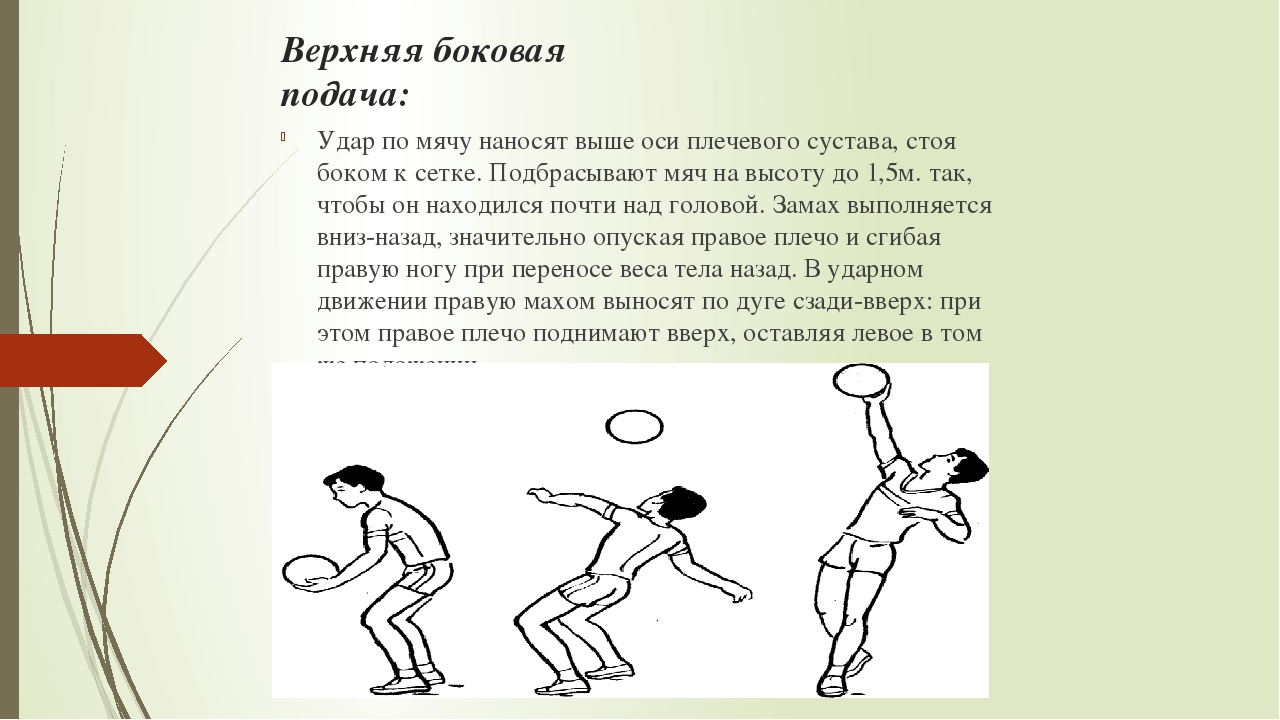 Верхняя боковая
подача:
Удар по мячу наносят выше оси плечевого сустава, стоя
боком к сетке. Подбрасывают мяч на высоту до 1,5м. так,
чтобы он находился почти над головой. Замах выполняется
вниз-назад, значительно опуская правое плечо и сгибая
правую ногу при переносе веса тела назад. В ударном
движении правую махом выносят по дуге сзади-вверх: при
этом правое плечо поднимают вверх, оставляя левое в том